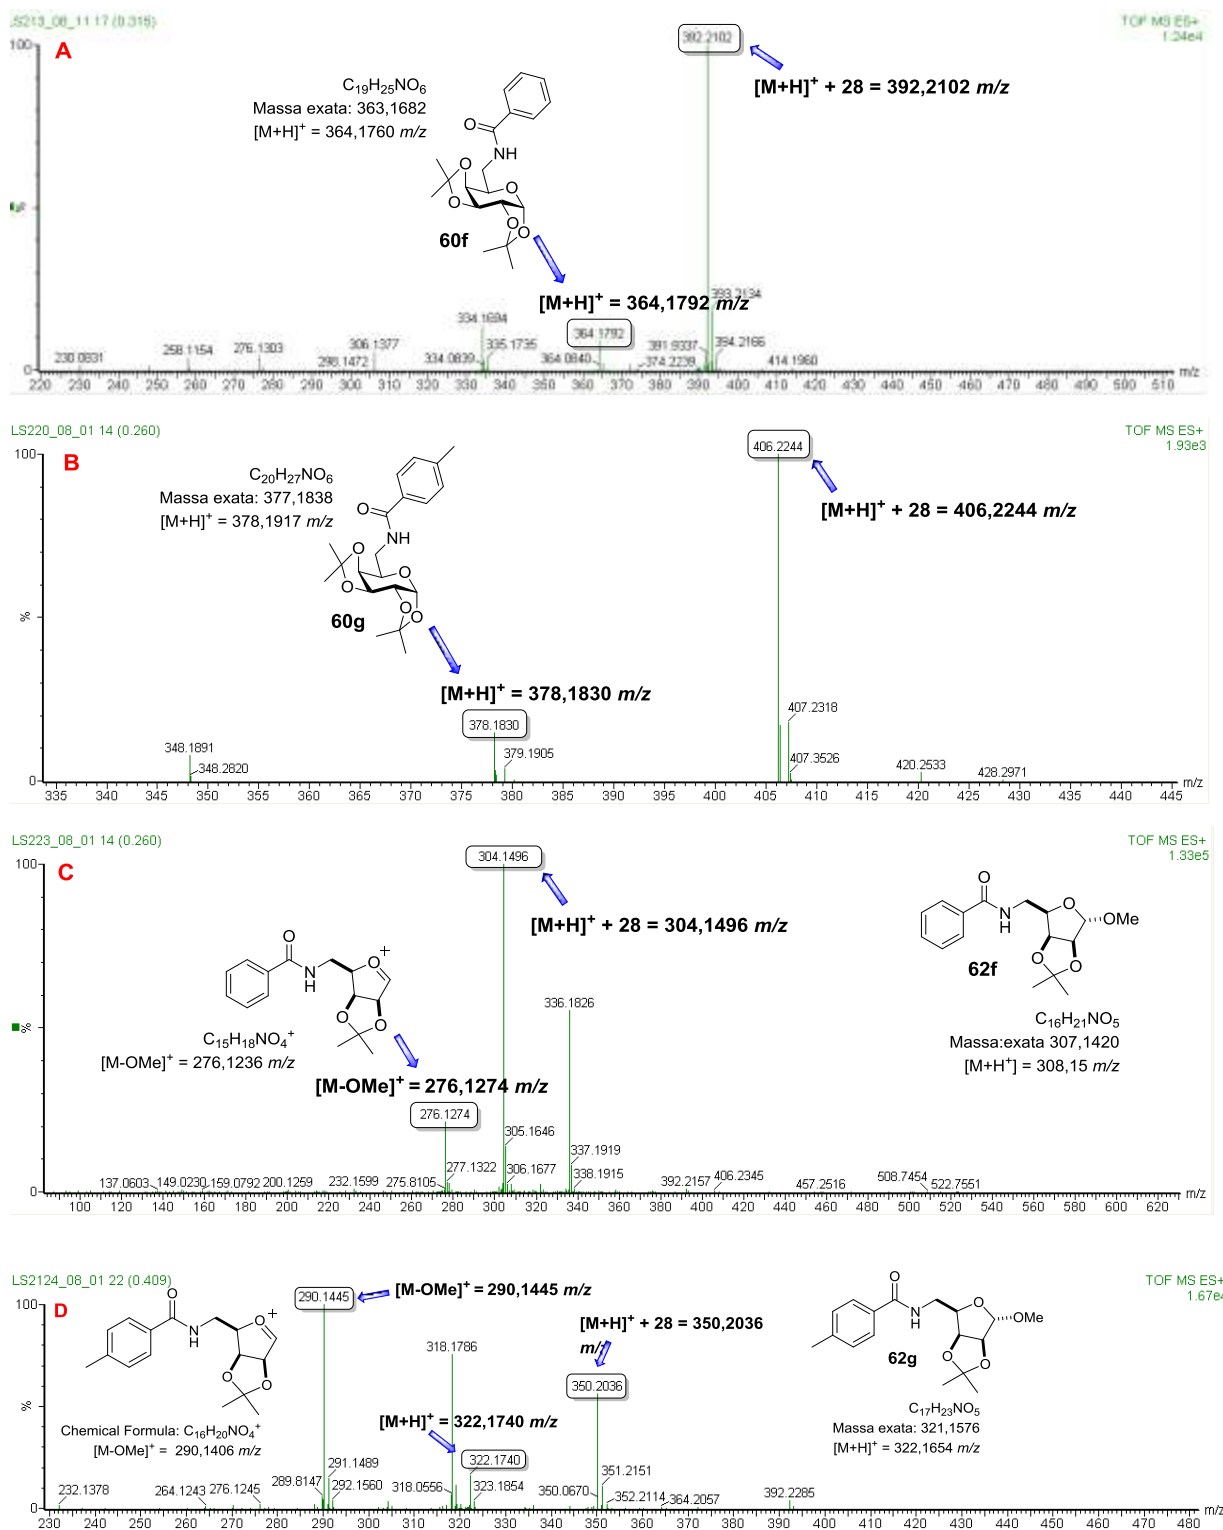 LS213_08_11 17 (0.315)
TOF MS ES+
1.24e4
A
100
%
0
392.2102
[M+H]+ + 28 = 392,2102 m/z
C19H25NO6
Massa exata: 363,1682
[M+H]+ = 364,1760 m/z
O
NH
O
O
O
O
O
60f
[M+H]+ = 364,1792 m/z
393.2134
334.1694
364.1792
230.0831
258.1154
276.1303
298.1472
306.1377
334.0839
335.1735
364.0840
374.2239
391.9337
394.2166
414.1960
m/z
220 230 240 250 260 270 280 290 300 310 320 330 340 350 360 370 380 390 400 410 420 430 440 450 460 470 480 490 500 510
LS220_08_01 14 (0.260)
TOF MS ES+
1.93e3
B
100
%
0
406.2244
[M+H]+ + 28 = 406,2244 m/z
C20H27NO6
Massa exata: 377,1838
[M+H]+ = 378,1917 m/z
O
NH
O
O
O
O
O
60g
[M+H]+ = 378,1830 m/z
378.1830
348.1891
348.2820
379.1905
407.2318
407.3526
420.2533
428.2971
m/z
335 340 345 350 355 360 365 370 375 380 385 390 395 400 405 410 415 420 425 430 435 440 445
LS223_08_01 14 (0.260)
TOF MS ES+
1.33e5
C
100
%
0
304.1496
[M+H]+ + 28 = 304,1496 m/z
O
N
H
O
+
O
O
C15H18NO4+
[M-OMe]+ = 276,1236 m/z
[M-OMe]+ = 276,1274 m/z
276.1274
336.1826
O
N
H
O
OMe
O
O
62f
C16H21NO5
Massa:exata 307,1420
[M+H+] = 308,15 m/z
137.0603
149.0230
159.0792
200.1259
232.1599
275.8105
277.1322
305.1646
306.1677
337.1919
338.1915
392.2157
406.2345
457.2516
508.7454
522.7551
m/z
100 120 140 160 180 200 220 240 260 280 300 320 340 360 380 400 420 440 460 480 500 520 540 560 580 600 620
LS2124_08_01 22 (0.409)
TOF MS ES+
1.67e4
D
100
%
0
290.1445
[M-OMe]+ = 290,1445 m/z
[M+H]+ + 28 = 350,2036
m/z
318.1786
350.2036
[M+H]+ = 322,1740 m/z
322.1740
O
N
H
O
+
O
O
Chemical Formula: C16H20NO4+
[M-OMe]+ = 290,1406 m/z
O
N
H
O
OMe
O
O
62g
C17H23NO5
Massa exata: 321,1576
[M+H]+ = 322,1654 m/z
232.1378
264.1243
276.1245
289.8147
291.1489
292.1560
318.0556
323.1854
350.0670
351.2151
352.2114
364.2057
392.2285
m/z
230 240 250 260 270 280 290 300 310 320 330 340 350 360 370 380 390 400 410 420 430 440 450 460 470 480